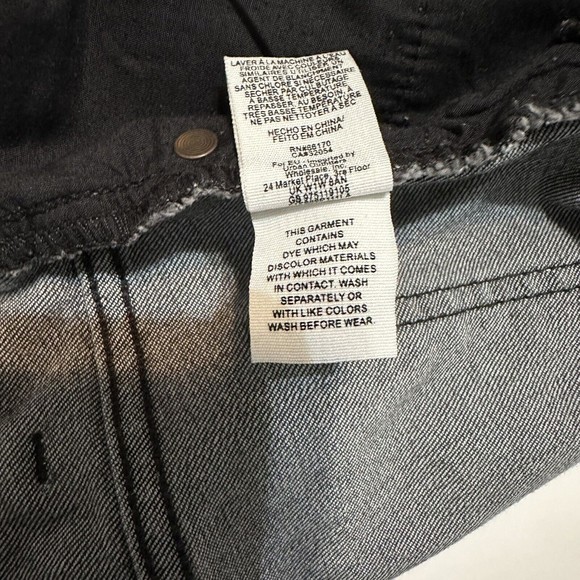 LAVER À LA MACHINE À L'EAU
FROIDE AVEC COULEURS
SIMILAIRES UTILISER UN
AGENT DE BLANCHIMENT
SANS CHLORE SI NÉCESSAIRE
SÉCHER PAR CULBUTAGE
À BASSE TEMPÉRATURE
REPASSER, AU BESOIN, À
TRÈS BASSE TEMPÉRATURE
NE PAS NETTOYER À SEC
HECHO EN CHINA/
FEITO EM CHINA
RN#66170
CA#32054
For EU - Imported by
Urban Outfitters
Wholesale, Inc.
24 Market Place, 3re Floor
UK W1W 8AN
GB 975119105
THIS GARMENT
CONTAINS
DYE WHICH MAY
DISCOLOR MATERIALS
WITH WHICH IT COMES
IN CONTACT. WASH
SEPARATELY OR
WITH LIKE COLORS
WASH BEFORE WEAR.